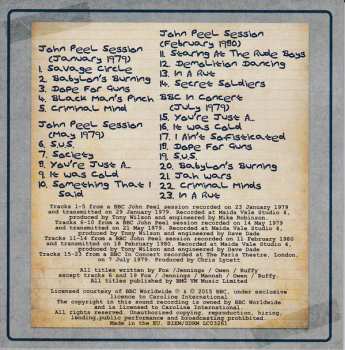 John Peel Session
(January 1979)
1. Savage Circle
2. Babylon's Burning
3. Dope For Guns
4. Black Man's Pinch
5. Criminal Mind
John Peel Session
(May 1979)
6. S.U.S.
7. Society
8. You're Just A...
9. It Was Cold
10. Something That I
Said
John Peel Session
(February 1980)
11. Staring At The Rude Boys
12. Demolition Dancing
13. In A Rut
14. Secret Soldiers
BBC In Concert
(July 1979)
15. You're Just A...
16. It Was Cold
17. I Ain't Sofisticated
18. Dope For Guns
19. S.U.S.
20. Babylon's Burning
21. Jah Wars
22. Criminal Minds
23. In A Rut
Tracks 1-5 from a BBC John Peel session recorded on 23 January 1979
and transmitted on 29 January 1979. Recorded at Maida Vale Studio 4,
produced by Tony Wilson and engineered by Mike Robinson.
Tracks 6-10 from a BBC John Peel session recorded on 14 May 1979
and transmitted on 21 May 1979. Recorded at Maida Vale Studio 4,
produced by Tony Wilson and engineered by Dave Dade
Tracks 11-14 from a BBC John Peel session recorded on 11 February 1980
and transmitted on 18 February 1980. Recorded at Maida Vale Studio 4,
produced by Tony Wilson and engineered by Dave Dade
Tracks 15-23 from a BBC In Concert recorded at The Paris Theatre, London,
on 7 July 1979. Produced by Chris Lycett
All titles written by Fox / Jennings / Owen / Ruffy
except tracks 6 and 19 Fox / Jennings / Mannah / Owen / Ruffy.
All titles published by BMG VM Music Limited
Licensed courtesy of BBC Worldwide ℗ & © 2015 BBC, under exclusive
licence to Caroline International.
The copyright in this sound recording is owned by BBC Worldwide
and is licensed to Caroline International.
All rights reserved. Unauthorised copying, reproduction, hiring,
lending, public performance and broadcasting prohibited.
Made in the EU. BIEM/SDRM LC03261